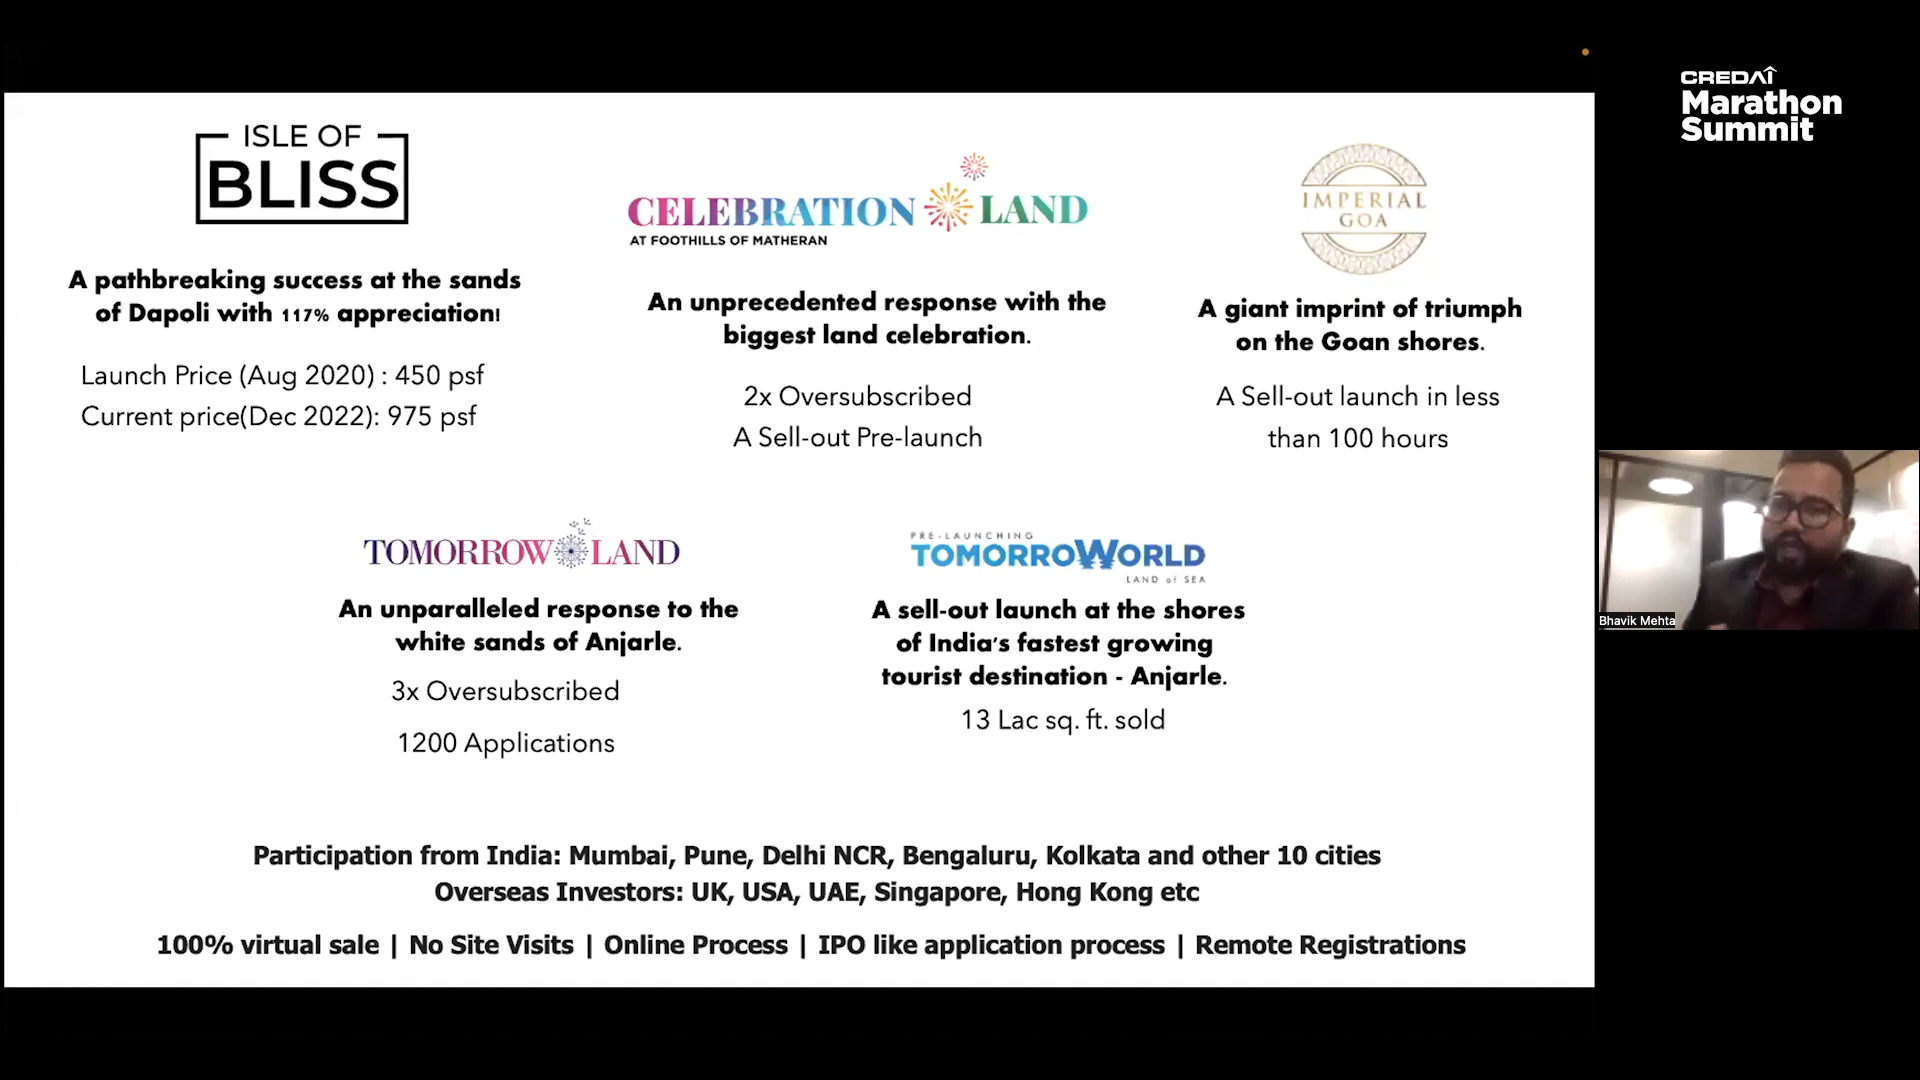 CREDAI
Marathon
Summit
ISLE OF
BLISS
A pathbreaking success at the sands
of Dapoli with 117% appreciation!
Launch Price (Aug 2020) : 450 psf
Current price(Dec 2022): 975 psf
CELEBRATION LAND
AT FOOTHILLS OF MATHERAN
An unprecedented response with the
biggest land celebration.
2x Oversubscribed
A Sell-out Pre-launch
IMPERIAL
GOA
A giant imprint of triumph
on the Goan shores.
A Sell-out launch in less
than 100 hours
TOMORROW LAND
An unparalleled response to the
white sands of Anjarle.
3x Oversubscribed
1200 Applications
PRE-LAUNCHING
TOMORROWORLD
LAND of SEA
A sell-out launch at the shores
of India's fastest growing
tourist destination - Anjarle.
13 Lac sq. ft. sold
Bhavik Mehta
Participation from India: Mumbai, Pune, Delhi NCR, Bengaluru, Kolkata and other 10 cities
Overseas Investors: UK, USA, UAE, Singapore, Hong Kong etc
100% virtual sale | No Site Visits | Online Process | IPO like application process | Remote Registrations